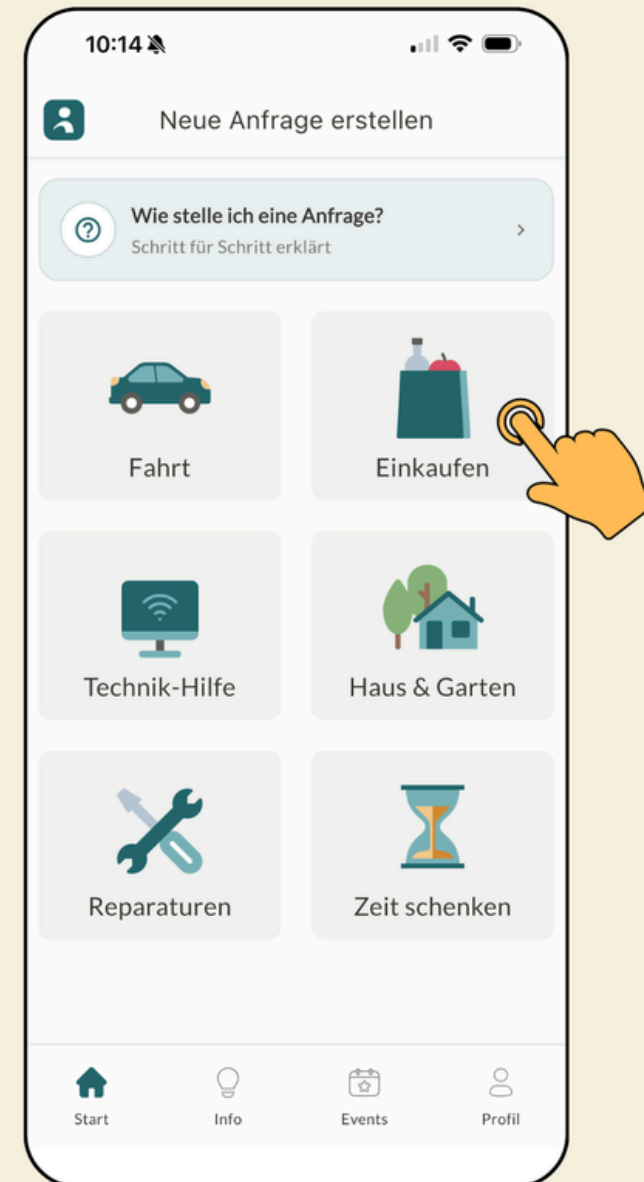 10:14
Neue Anfrage erstellen
Wie stelle ich eine Anfrage?
Schritt für Schritt erklärt
Fahrt
Einkaufen
Technik-Hilfe
Haus & Garten
Reparaturen
Zeit schenken
Start
Info
Events
Profil